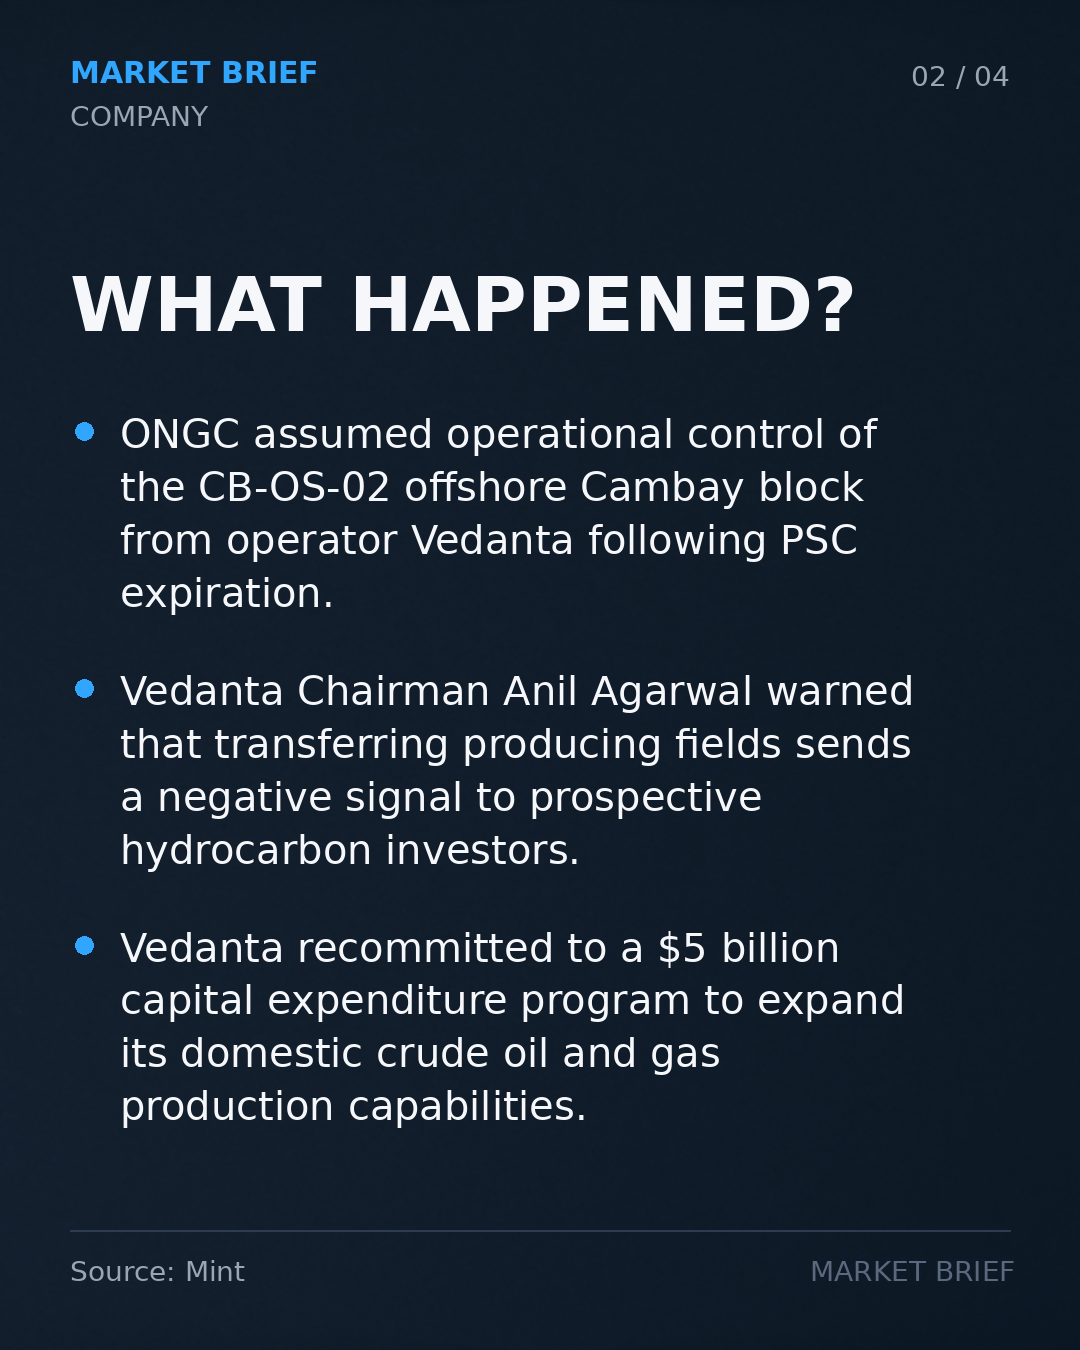 MARKET BRIEF
02 / 04
COMPANY
WHAT HAPPENED?
ONGC assumed operational control of
the CB-OS-02 offshore Cambay block
from operator Vedanta following PSC
expiration.
Vedanta Chairman Anil Agarwal warned
that transferring producing fields sends
a negative signal to prospective
hydrocarbon investors.
Vedanta recommitted to a $5 billion
capital expenditure program to expand
its domestic crude oil and gas
production capabilities.
Source: Mint
MARKET BRIEF